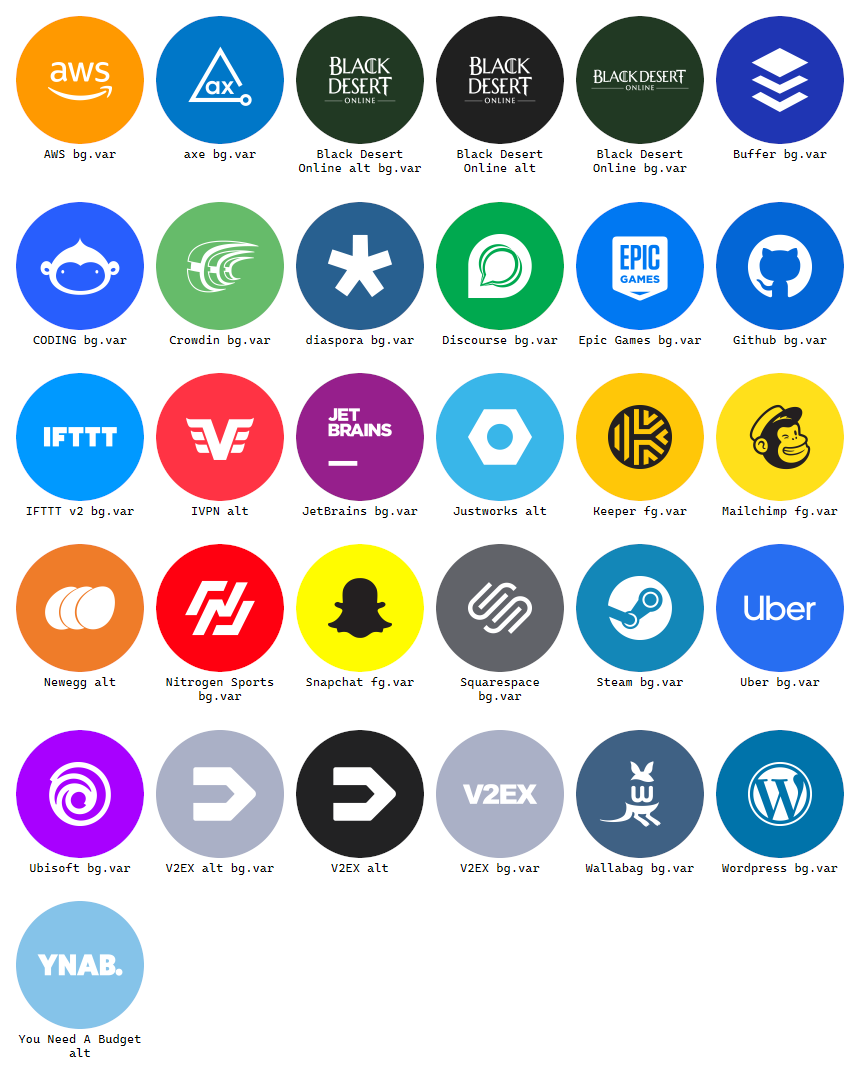 aws
AWS bg.var
ax
axe bg.var
BLACK
DESERT
ONLINE
Black Desert
Online alt bg.var
BLACK
DESERT
ONLINE
Black Desert
Online alt
BLACK DESERT
ONLINE
Black Desert
Online bg.var
Buffer bg.var
CODING bg.var
Crowdin bg.var
diaspora bg.var
Discourse bg.var
EPIC
GAMES
Epic Games bg.var
Github bg.var
IFTTT
IFTTT v2 bg.var
IVPN alt
JET
BRAINS
JetBrains bg.var
Justworks alt
Keeper fg.var
Mailchimp fg.var
Newegg alt
Nitrogen Sports
bg.var
Snapchat fg.var
Squarespace
bg.var
Steam bg.var
Uber
Uber bg.var
Ubisoft bg.var
V2EX alt bg.var
V2EX alt
V2EX
V2EX bg.var
W
Wallabag bg.var
W
Wordpress bg.var
YNAB.
You Need A Budget
alt